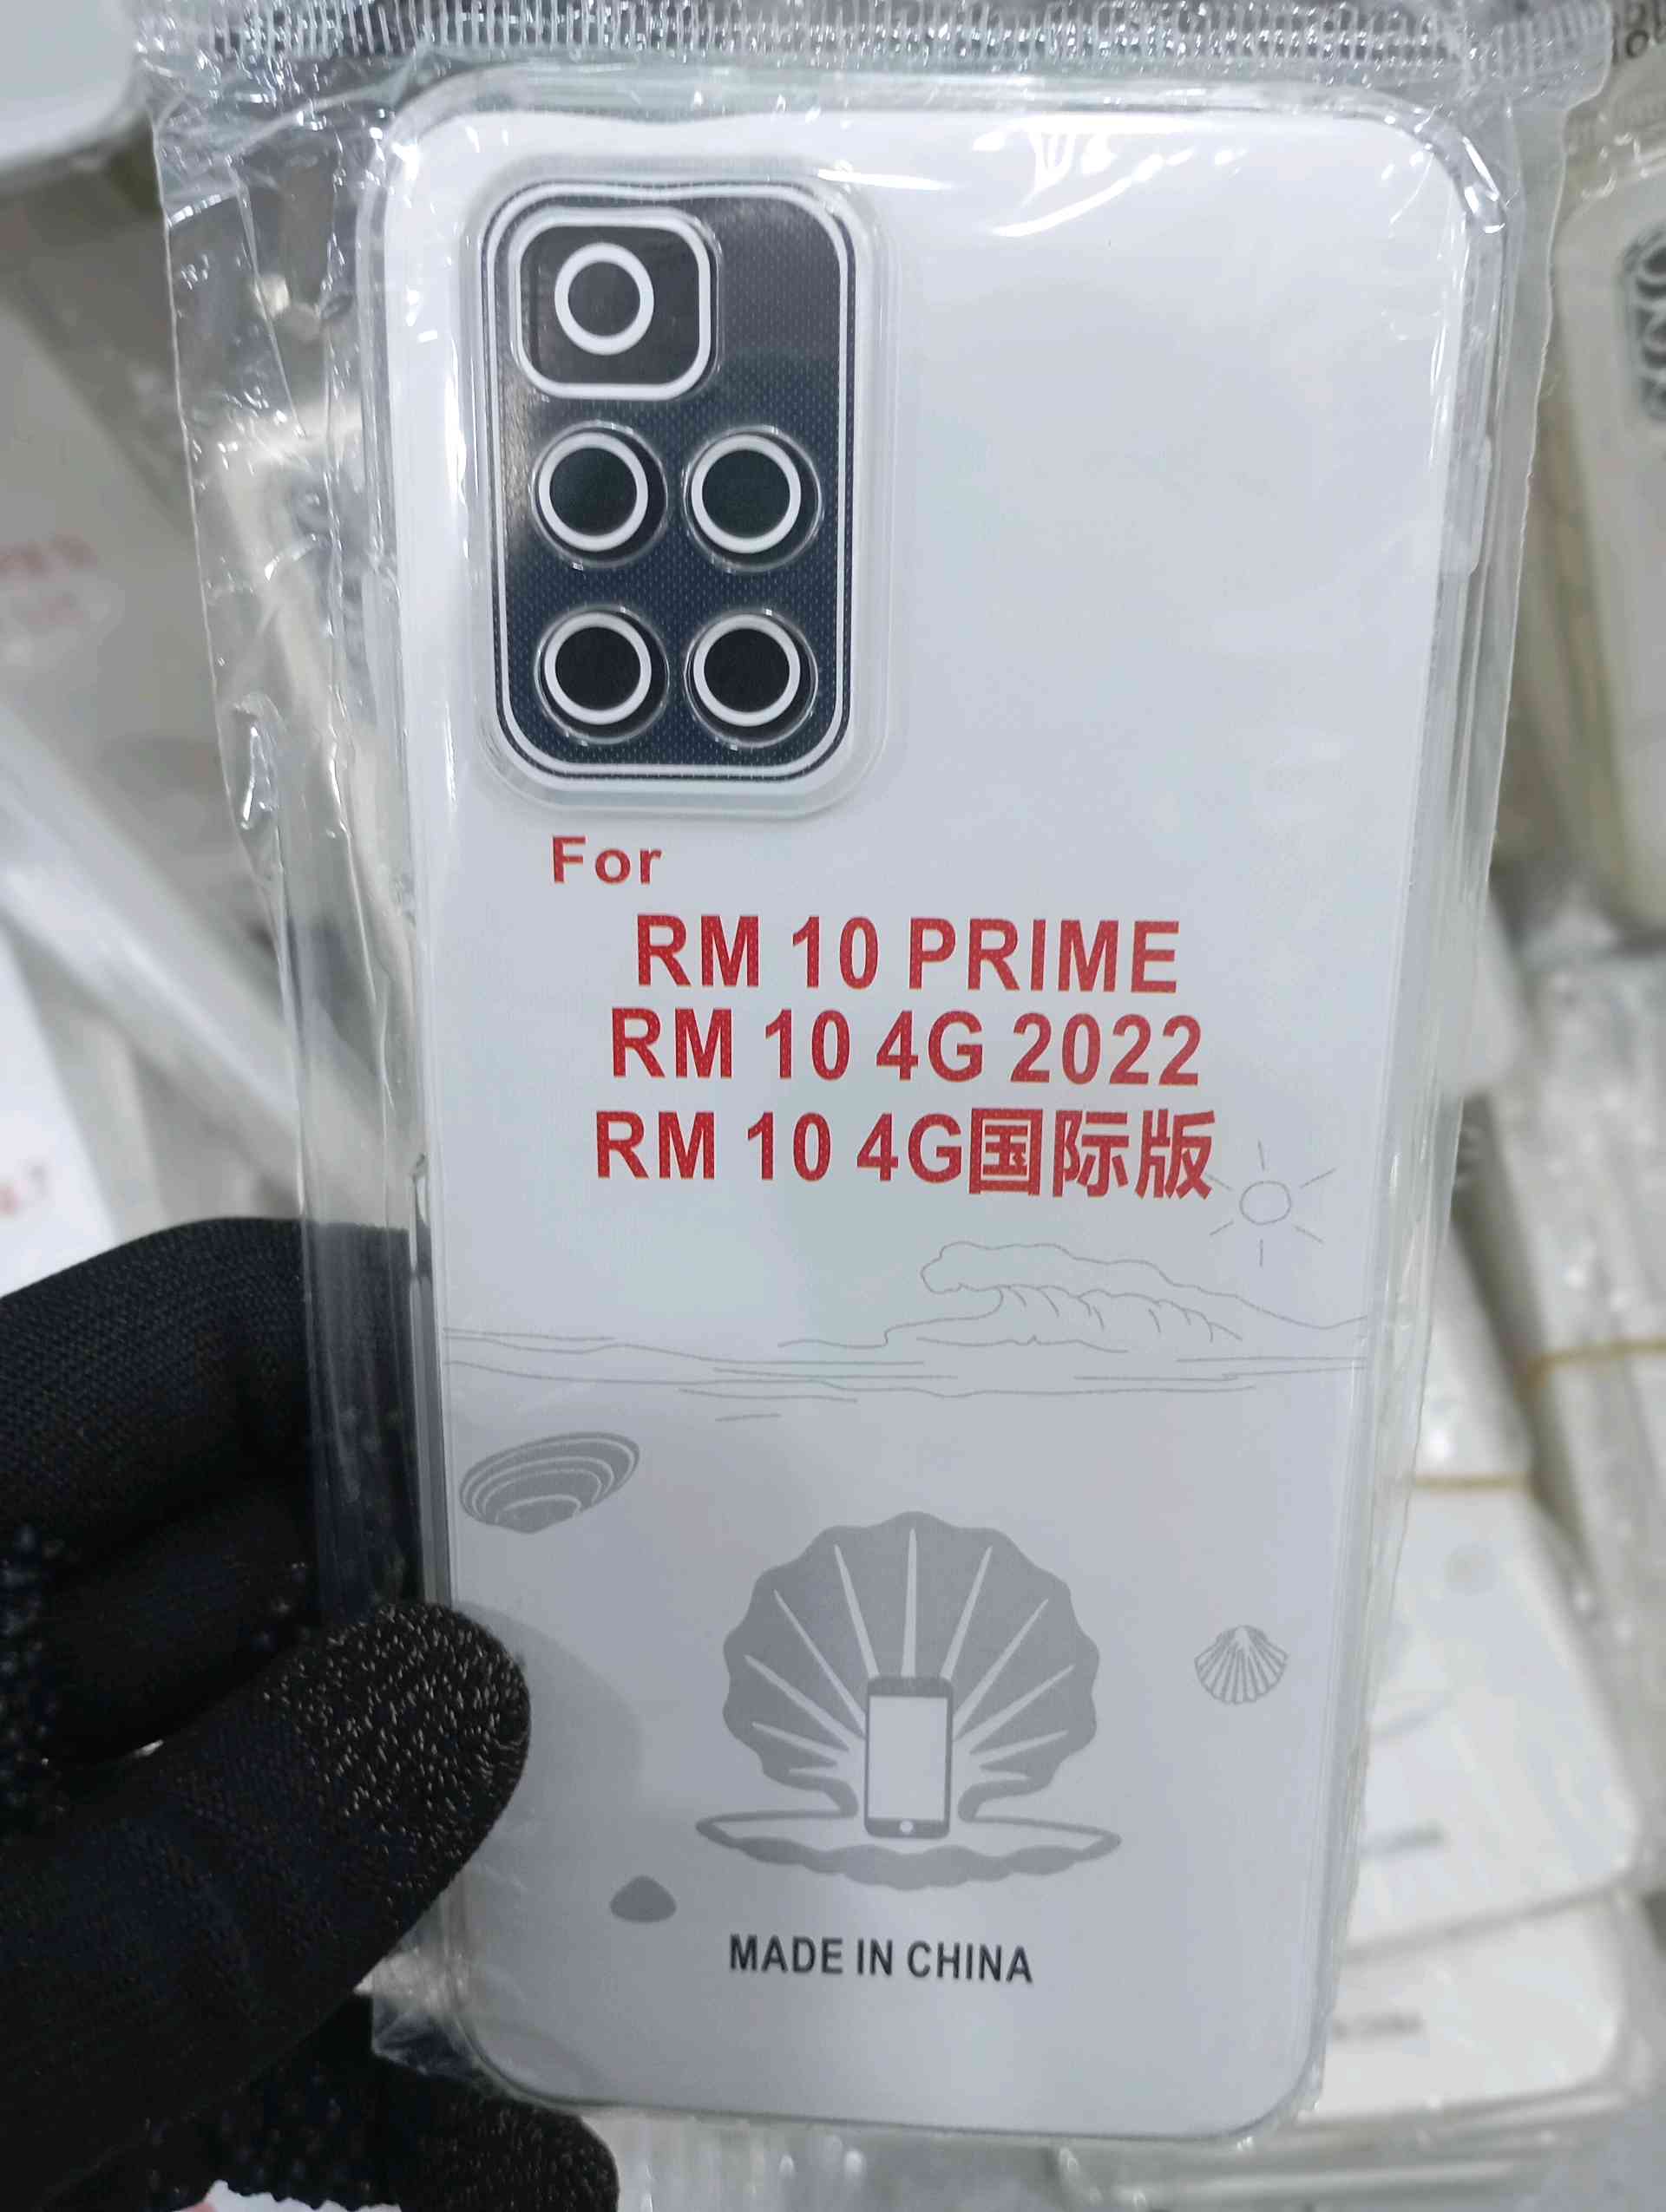 For
RM 10 PRIME
RM 10 4G 2022
RM 10 4G国际版
MADE IN CHINA